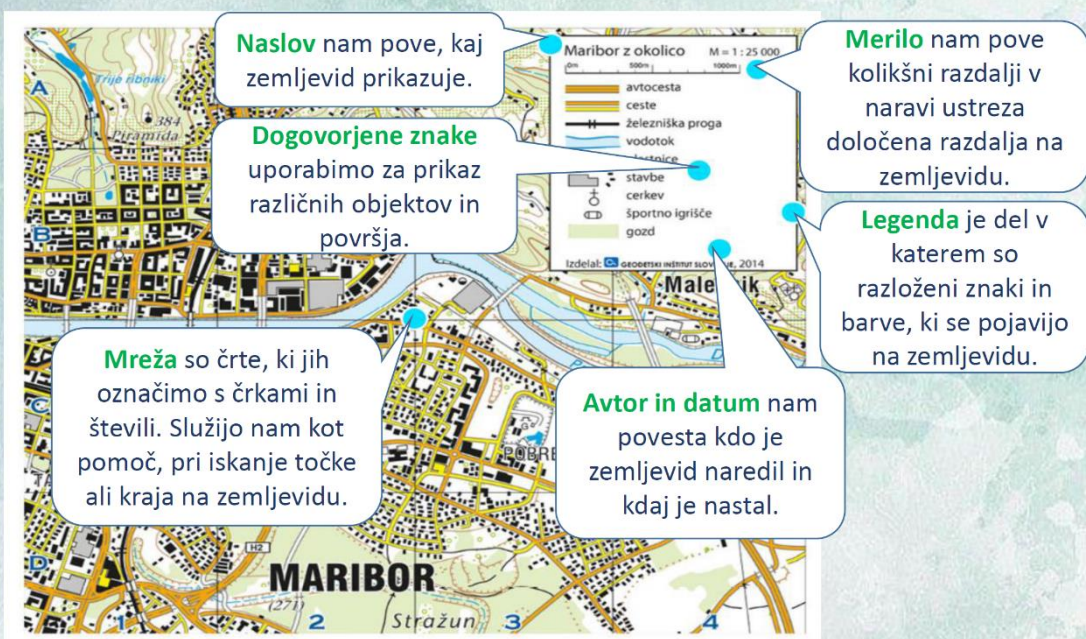 Naslov nam pove, kaj
zemljevid prikazuje.
Maribor z okolico M = 1 : 25 000
0m 500m 1000m
avtocesta
ceste
železniška proga
vodotok
stavbe
cerkev
športno igrišče
gozd
Izdelal: GEODETSKI INŠTITUT SLOVENIJE, 2014
Merilo nam pove
kolikšni razdalji v
naravi ustreza
določena razdalja na
zemljevidu.
Dogovorjene znake
uporabimo za prikaz
različnih objektov in
površja.
Legenda je del v
katerem so
razloženi znaki in
barve, ki se pojavijo
na zemljevidu.
Mreža so črte, ki jih
označimo s črkami in
števili. Služijo nam kot
pomoč, pri iskanje točke
ali kraja na zemljevidu.
Avtor in datum nam
povesta kdo je
zemljevid naredil in
kdaj je nastal.
A
Trije ribniki
384
Piramida
B
C
POBRE
D
H2
MARIBOR
(271)
Stražun
1 2 3 4